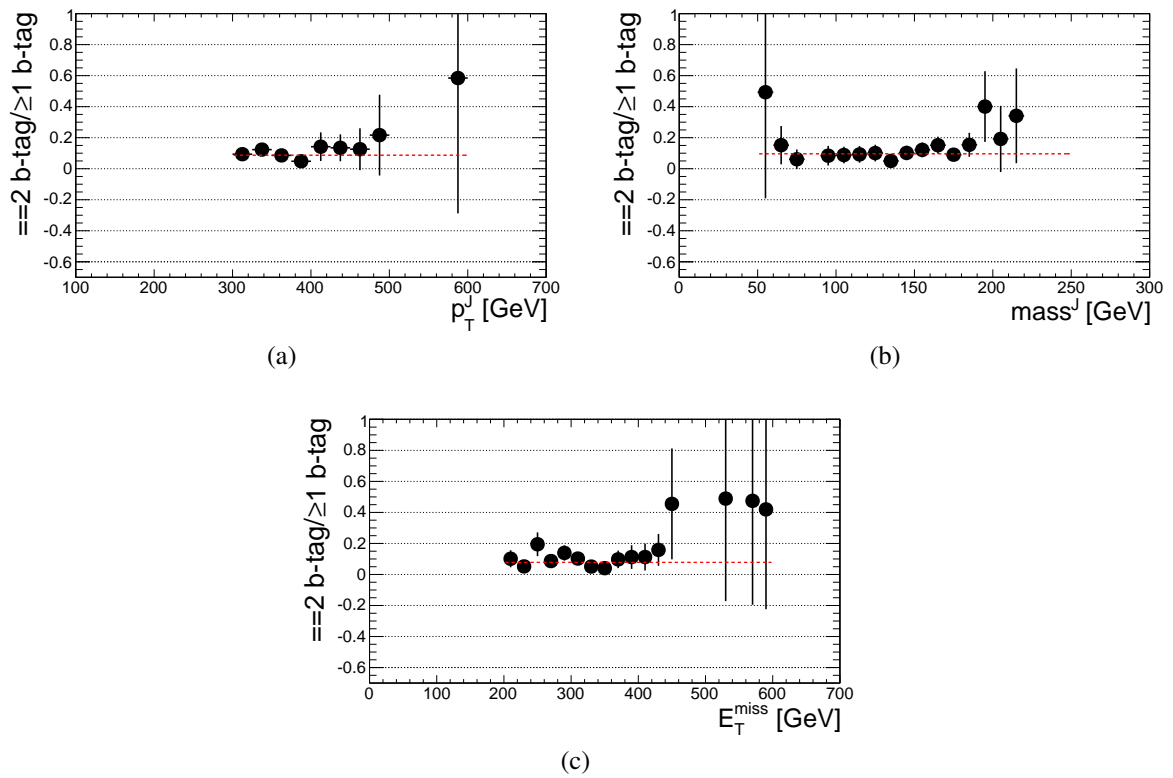 ==2 b-tag/≥1 b-tag
1
0.8
0.6
0.4
0.2
0
-0.2
-0.4
-0.6
100 200 300 400 500 600 700
p_T^J [GeV]
(a)
==2 b-tag/≥1 b-tag
1
0.8
0.6
0.4
0.2
0
-0.2
-0.4
-0.6
0 50 100 150 200 250 300
mass^J [GeV]
(b)
==2 b-tag/≥1 b-tag
1
0.8
0.6
0.4
0.2
0
-0.2
-0.4
-0.6
0 100 200 300 400 500 600 700
E_T^miss [GeV]
(c)